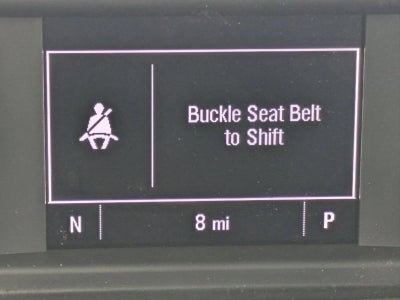 Buckle Seat Belt
to Shift
N 8 mi P